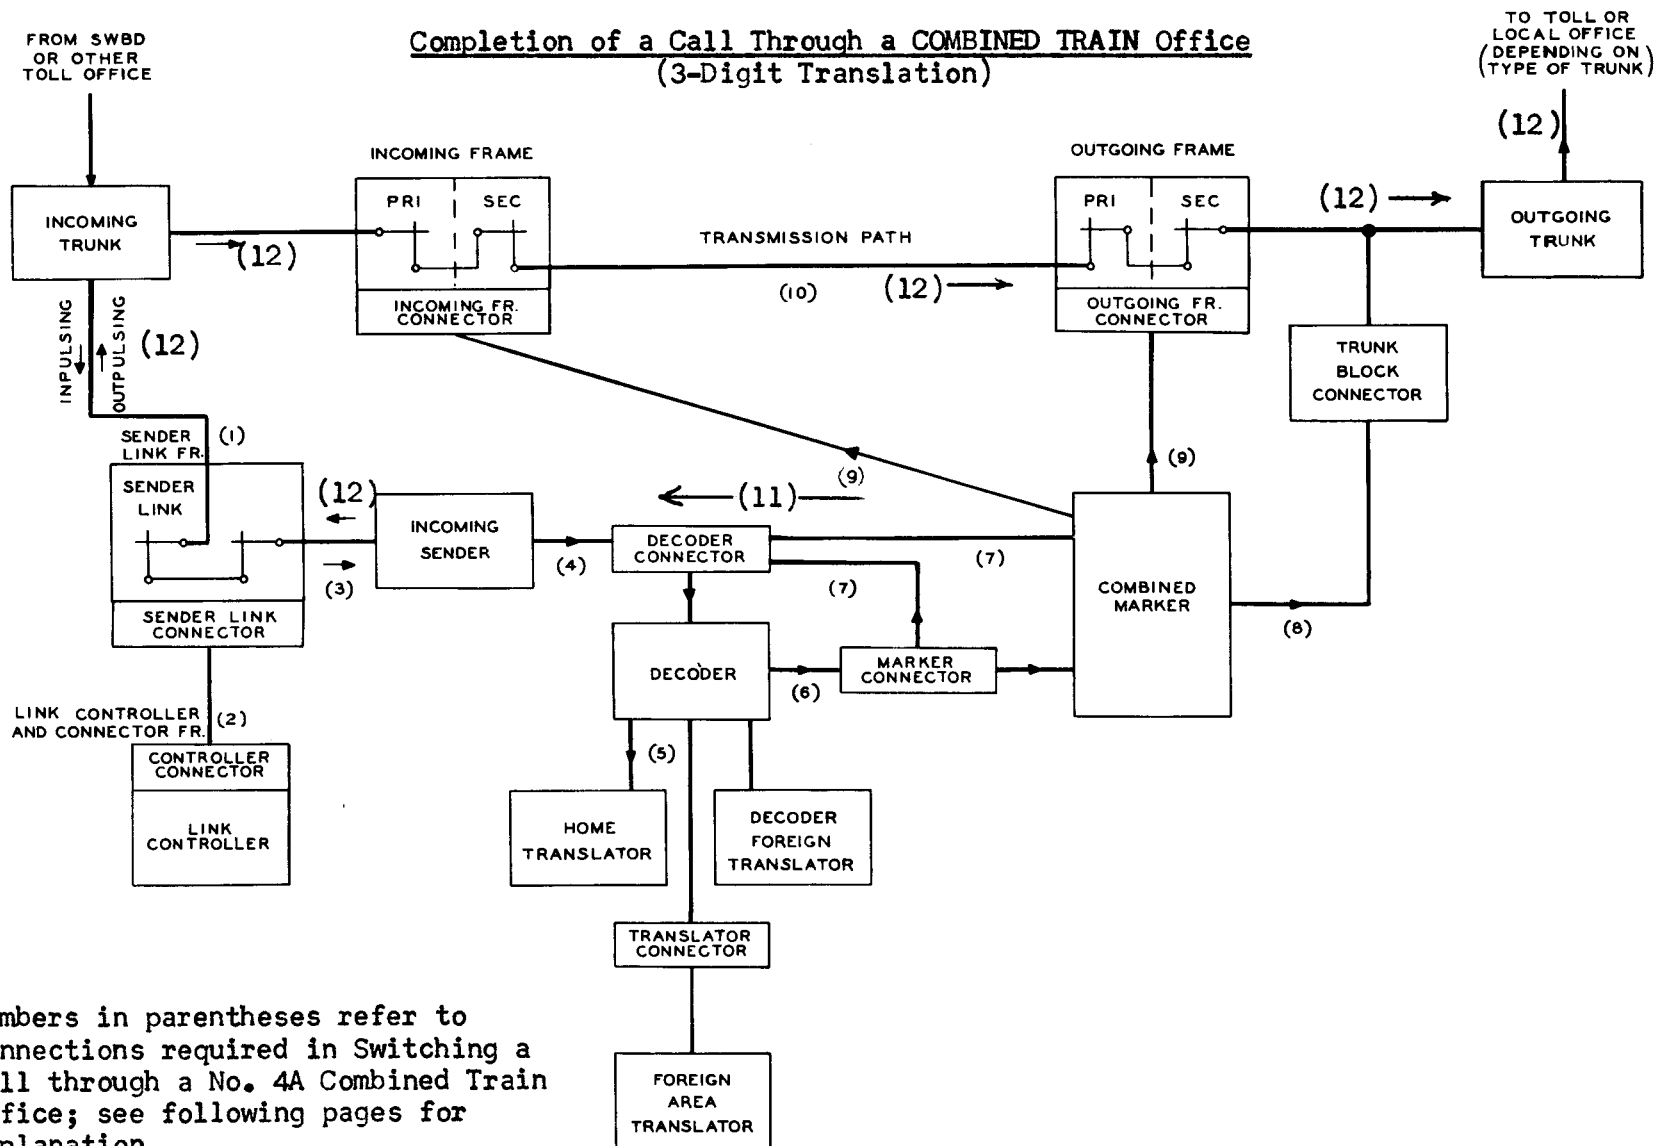 Completion of a Call Through a COMBINED TRAIN Office
(3-Digit Translation)
FROM SWBD
OR OTHER
TOLL OFFICE
TO TOLL OR
LOCAL OFFICE
(DEPENDING ON
TYPE OF TRUNK)
(12)
INCOMING FRAME
OUTGOING FRAME
INCOMING
TRUNK
(12)
PRI
SEC
INCOMING FR.
CONNECTOR
TRANSMISSION PATH
(10)
(12)
PRI
SEC
OUTGOING FR.
CONNECTOR
(12)
OUTGOING
TRUNK
INPULSING
OUTPULSING
(12)
TRUNK
BLOCK
CONNECTOR
SENDER
LINK FR.
(1)
SENDER
LINK
SENDER LINK
CONNECTOR
(12)
(3)
INCOMING
SENDER
(4)
(11)
(9)
(9)
DECODER
CONNECTOR
(7)
(7)
COMBINED
MARKER
(8)
DECODER
(6)
MARKER
CONNECTOR
LINK CONTROLLER
AND CONNECTOR FR.
(2)
CONTROLLER
CONNECTOR
LINK
CONTROLLER
(5)
HOME
TRANSLATOR
DECODER
FOREIGN
TRANSLATOR
TRANSLATOR
CONNECTOR
FOREIGN
AREA
TRANSLATOR
mbers in parentheses refer to
nnections required in Switching a
ll through a No. 4A Combined Train
fice; see following pages for
planation